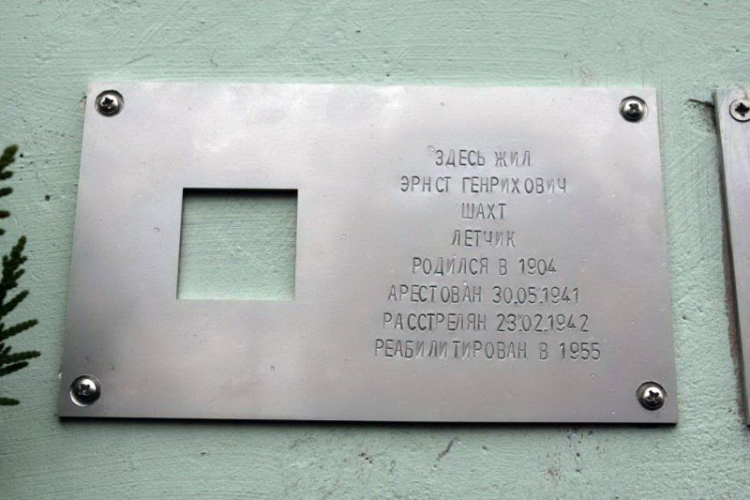 ЗДЕСЬ ЖИЛ
ЭРНСТ ГЕНРИХОВИЧ
ШАХТ
ЛЕТЧИК
РОДИЛСЯ В 1904
АРЕСТОВАН 30.05.1941
РАССТРЕЛЯН 23.02.1942
РЕАБИЛИТИРОВАН В 1955